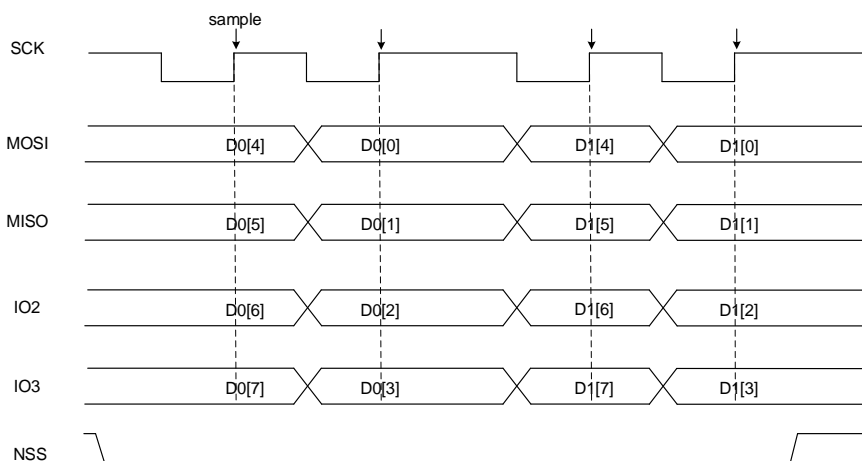 sample
SCK
MOSI D0[4] D0[0] D1[4] D1[0]
MISO D0[5] D0[1] D1[5] D1[1]
IO2 D0[6] D0[2] D1[6] D1[2]
IO3 D0[7] D0[3] D1[7] D1[3]
NSS